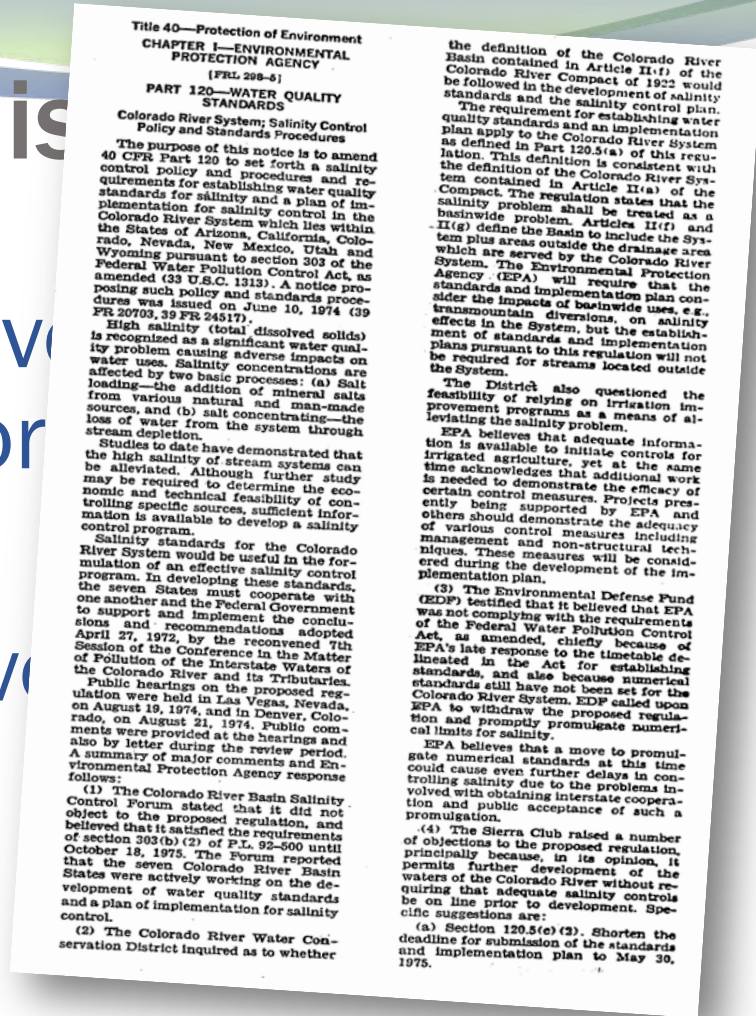 is
ve
or
ve
Title 40—Protection of Environment
CHAPTER I—ENVIRONMENTAL
PROTECTION AGENCY
[FRL 298-5]
PART 120—WATER QUALITY
STANDARDS
Colorado River System; Salinity Control
Policy and Standards Procedures
The purpose of this notice is to amend
40 CFR Part 120 to set forth a salinity
control policy and procedures and re-
quirements for establishing water quality
standards for salinity and a plan of im-
plementation for salinity control in the
Colorado River System which lies within
the States of Arizona, California, Colo-
rado, Nevada, New Mexico, Utah and
Wyoming pursuant to section 303 of the
Federal Water Pollution Control Act, as
amended (33 U.S.C. 1313). A notice pro-
posing such policy and standards proce-
dures was issued on June 10, 1974 (39
FR 20703, 39 FR 24517).
High salinity (total dissolved solids)
is recognized as a significant water qual-
ity problem causing adverse impacts on
water uses. Salinity concentrations are
affected by two basic processes: (a) Salt
loading—the addition of mineral salts
from various natural and man-made
sources, and (b) salt concentrating—the
loss of water from the system through
stream depletion.
Studies to date have demonstrated that
the high salinity of stream systems can
be alleviated. Although further study
may be required to determine the eco-
nomic and technical feasibility of con-
trolling specific sources, sufficient infor-
mation is available to develop a salinity
control program.
Salinity standards for the Colorado
River System would be useful in the for-
mulation of an effective salinity control
program. In developing these standards,
the seven States must cooperate with
one another and the Federal Government
to support and implement the conclu-
sions and recommendations adopted
April 27, 1972, by the reconvened 7th
Session of the Conference in the Matter
of Pollution of the Interstate Waters of
the Colorado River and its Tributaries.
Public hearings on the proposed reg-
ulation were held in Las Vegas, Nevada,
on August 19, 1974, and in Denver, Colo-
rado, on August 21, 1974. Public com-
ments were provided at the hearings and
also by letter during the review period.
A summary of major comments and En-
vironmental Protection Agency response
follows:
(1) The Colorado River Basin Salinity
Control Forum stated that it did not
object to the proposed regulation, and
believed that it satisfied the requirements
of section 303(b)(2) of P.L. 92-500 until
October 18, 1975. The Forum reported
that the seven Colorado River Basin
States were actively working on the de-
velopment of water quality standards
and a plan of implementation for salinity
control.
(2) The Colorado River Water Con-
servation District inquired as to whether
the definition of the Colorado River
Basin contained in Article II(f) of the
Colorado River Compact of 1922 would
be followed in the development of salinity
standards and the salinity control plan.
The requirement for establishing water
quality standards and an implementation
plan apply to the Colorado River System
as defined in Part 120.5(a) of this regu-
lation. This definition is consistent with
the definition of the Colorado River Sys-
tem contained in Article II(a) of the
Compact. The regulation states that the
salinity problem shall be treated as a
basinwide problem. Articles II(f) and
II(g) define the Basin to include the Sys-
tem plus areas outside the drainage area
which are served by the Colorado River
System. The Environmental Protection
Agency (EPA) will require that the
standards and implementation plan con-
sider the impacts of basinwide uses, e.g.,
transmountain diversions, on salinity
effects in the System, but the establish-
ment of standards and implementation
plans pursuant to this regulation will not
be required for streams located outside
the System.
The District also questioned the
feasibility of relying on irrigation im-
provement programs as a means of al-
leviating the salinity problem.
EPA believes that adequate informa-
tion is available to initiate controls for
irrigated agriculture, yet at the same
time acknowledges that additional work
is needed to demonstrate the efficacy of
certain control measures. Projects pres-
ently being supported by EPA and
others should demonstrate the adequacy
of various control measures including
management and non-structural tech-
niques. These measures will be consid-
ered during the development of the im-
plementation plan.
(3) The Environmental Defense Fund
(EDF) testified that it believed that EPA
was not complying with the requirements
of the Federal Water Pollution Control
Act, as amended, chiefly because of
EPA's late response to the timetable de-
lineated in the Act for establishing
standards, and also because numerical
standards still have not been set for the
Colorado River System. EDF called upon
EPA to withdraw the proposed regula-
tion and promptly promulgate numeri-
cal limits for salinity.
EPA believes that a move to promul-
gate numerical standards at this time
could cause even further delays in con-
trolling salinity due to the problems in-
volved with obtaining interstate coopera-
tion and public acceptance of such a
promulgation.
(4) The Sierra Club raised a number
of objections to the proposed regulation,
principally because, in its opinion, it
permits further development of the
waters of the Colorado River without re-
quiring that adequate salinity controls
be on line prior to development. Spe-
cific suggestions are:
(a) Section 120.5(c)(2). Shorten the
deadline for submission of the standards
and implementation plan to May 30,
1975.